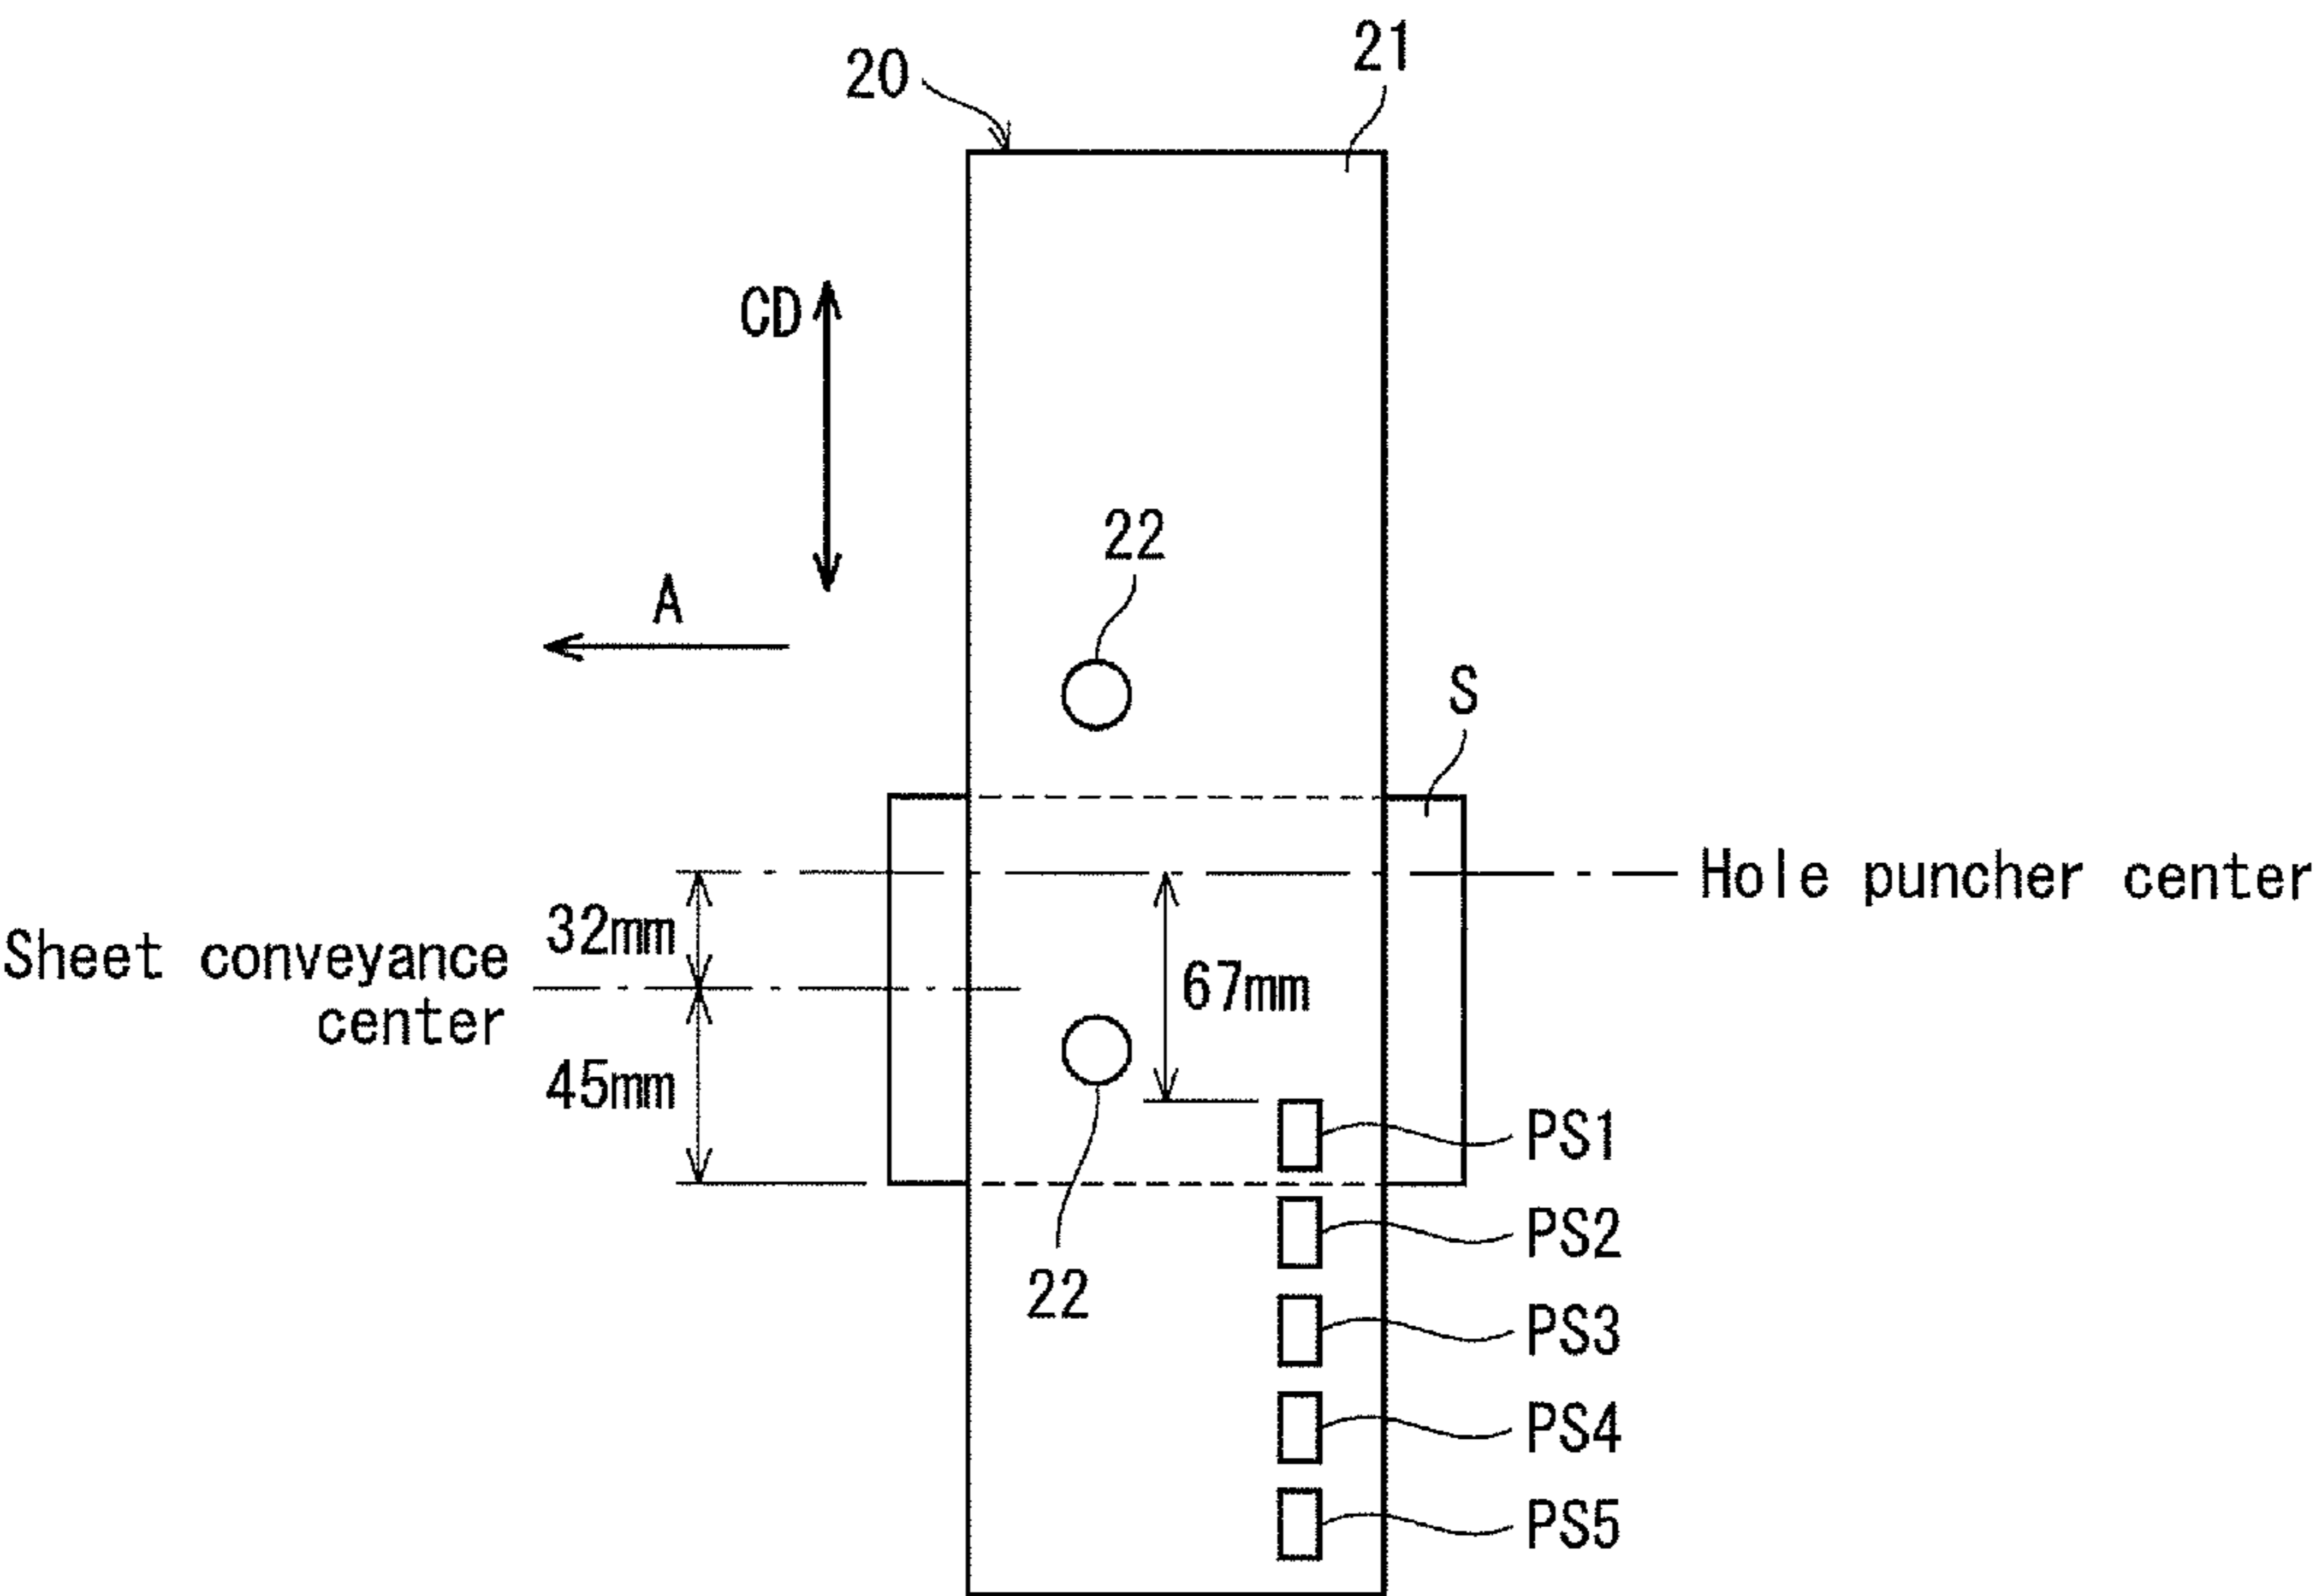 20
21
CD
22
A
S
Hole puncher center
32mm
Sheet conveyance
center
67mm
45mm
PS1
PS2
22
PS3
PS4
PS5